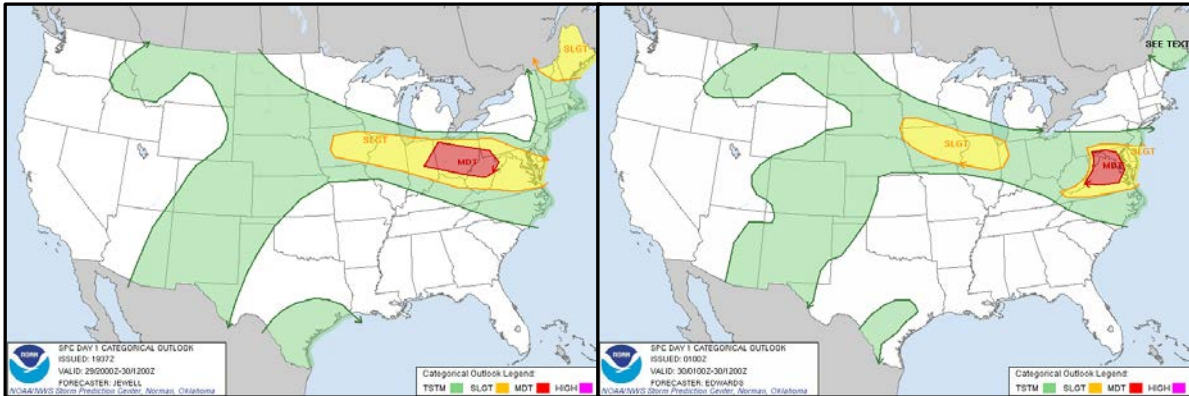 SLGT
SLGT
MDT
NOAA
SPC DAY 1 CATEGORICAL OUTLOOK
ISSUED: 1937Z
VALID: 29/2000Z-30/1200Z
FORECASTER: JEWELL
NOAA/NWS Storm Prediction Center, Norman, Oklahoma
Categorical Outlook Legend:
TSTM SLGT MDT HIGH
SEE TEXT
SLGT
SLGT
MDT
NOAA
SPC DAY 1 CATEGORICAL OUTLOOK
ISSUED: 0100Z
VALID: 30/0100Z-30/1200Z
FORECASTER: EDWARDS
NOAA/NWS Storm Prediction Center, Norman, Oklahoma
Categorical Outlook Legend:
TSTM SLGT MDT HIGH